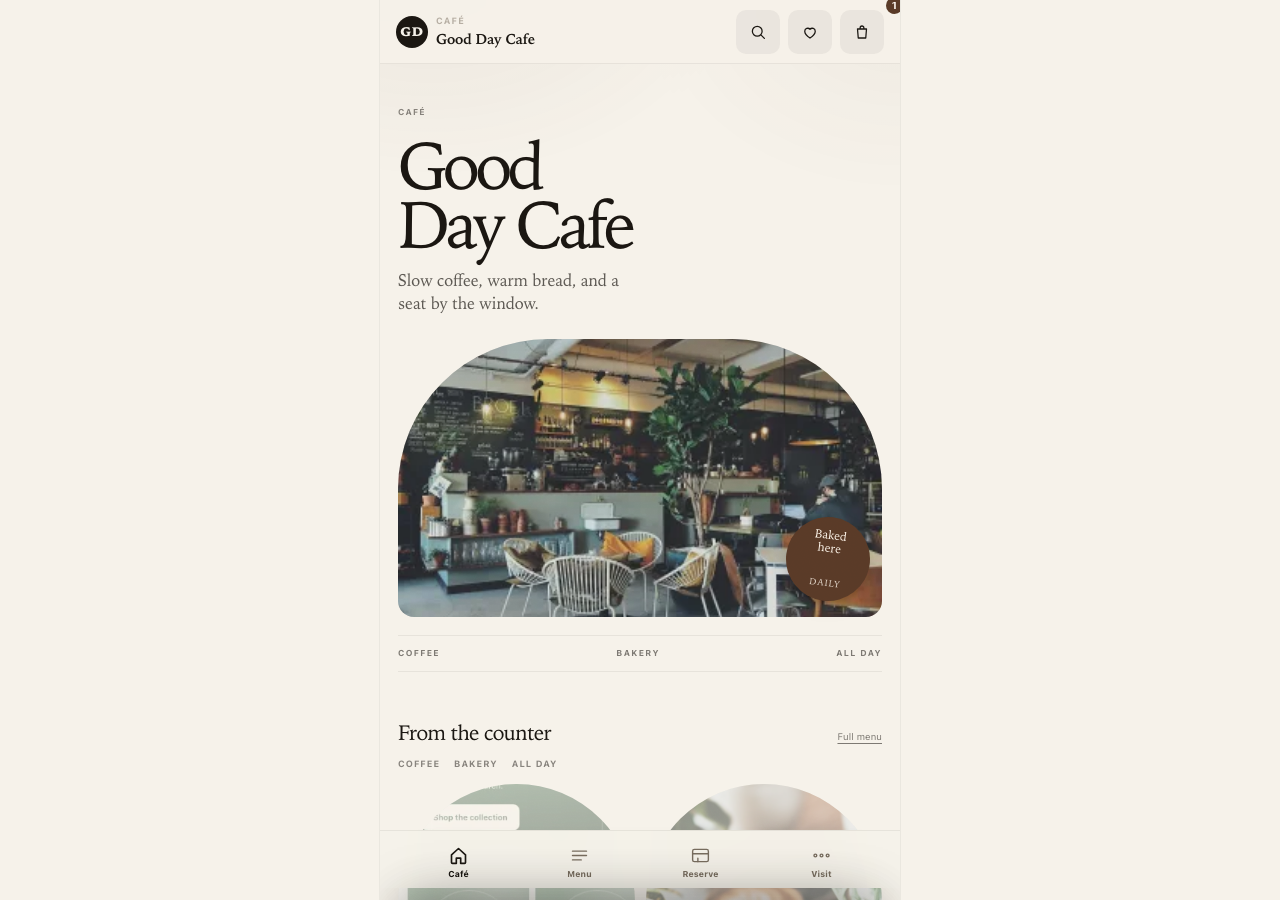 1
GD
CAFÉ
Good Day Cafe
CAFÉ
Good
Day Cafe
Slow coffee, warm bread, and a
seat by the window.
BROE
Baked
here
DAILY
COFFEE BAKERY ALL DAY
From the counter
Full menu
COFFEE BAKERY ALL DAY
Shop the collection
Café Menu Reserve Visit